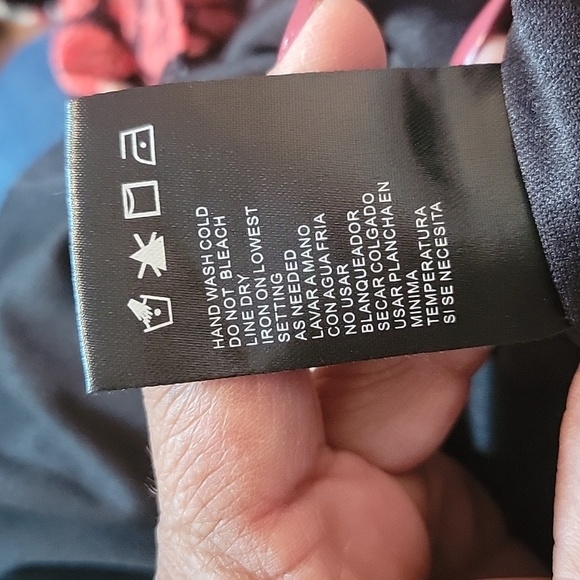 HAND WASH COLD
DO NOT BLEACH
LINE DRY
IRON ON LOWEST
SETTING
AS NEEDED
LAVAR A MANO
CON AGUA FRIA
NO USAR
BLANQUEADOR
SECAR COLGADO
USAR PLANCHA EN
MINIMA
TEMPERATURA
SI SE NECESITA